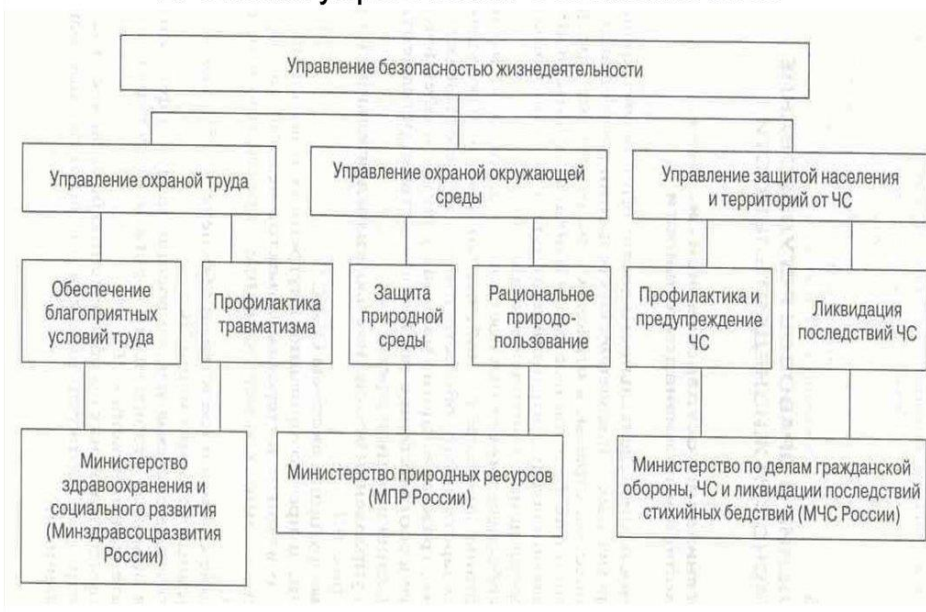 Управление безопасностью жизнедеятельности
Управление охраной труда
Управление охраной окружающей
среды
Управление защитой населения
и территорий от ЧС
Обеспечение
благоприятных
условий труда
Профилактика
травматизма
Защита
природной
среды
Рациональное
природо-
пользование
Профилактика и
предупреждение
ЧС
Ликвидация
последствий ЧС
Министерство
здравоохранения и
социального развития
(Минздравсоцразвития
России)
Министерство природных ресурсов
(МПР России)
Министерство по делам гражданской
обороны, ЧС и ликвидации последствий
стихийных бедствий (МЧС России)